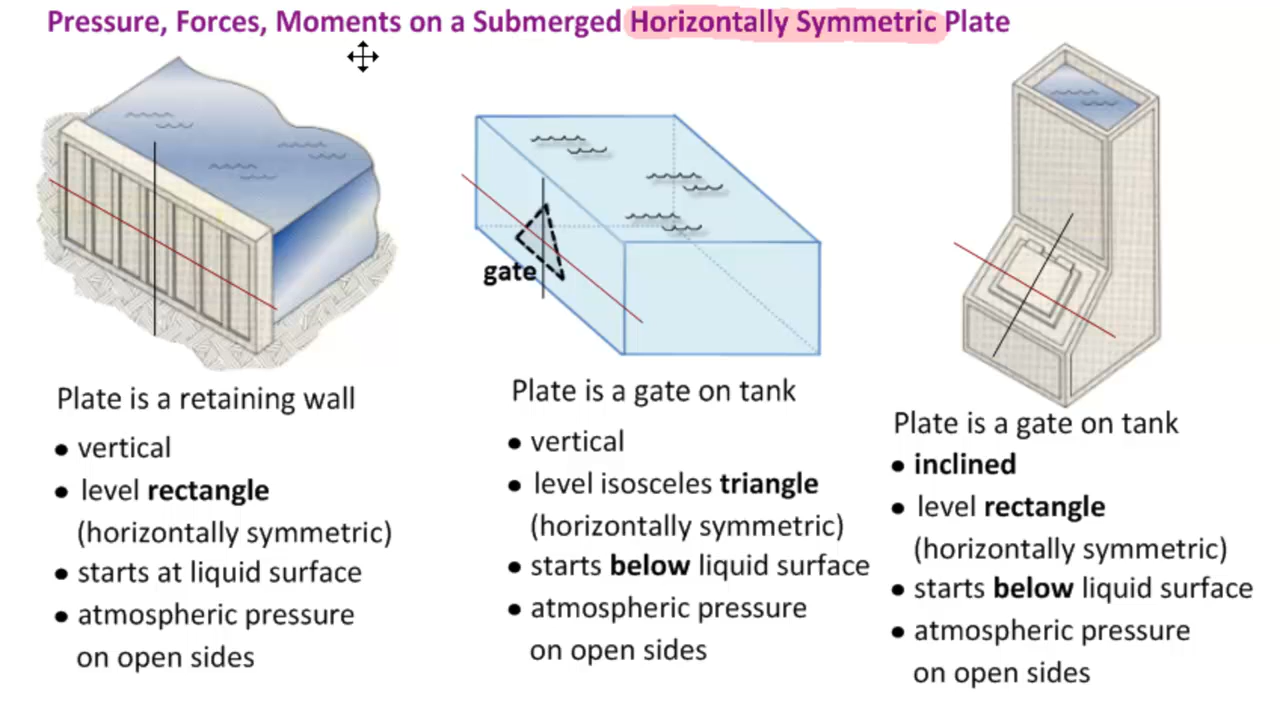 Pressure, Forces, Moments on a Submerged Horizontally Symmetric Plate
gate
Plate is a retaining wall
• vertical
• level rectangle
(horizontally symmetric)
• starts at liquid surface
• atmospheric pressure
on open sides
Plate is a gate on tank
• vertical
• level isosceles triangle
(horizontally symmetric)
• starts below liquid surface
• atmospheric pressure
on open sides
Plate is a gate on tank
• inclined
• level rectangle
(horizontally symmetric)
• starts below liquid surface
• atmospheric pressure
on open sides